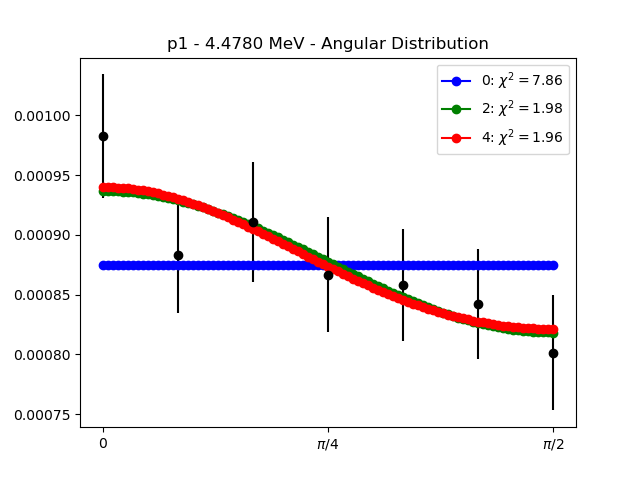 p1 - 4.4780 MeV - Angular Distribution
0: χ² = 7.86
2: χ² = 1.98
4: χ² = 1.96
0.00100
0.00095
0.00090
0.00085
0.00080
0.00075
0 π/4 π/2